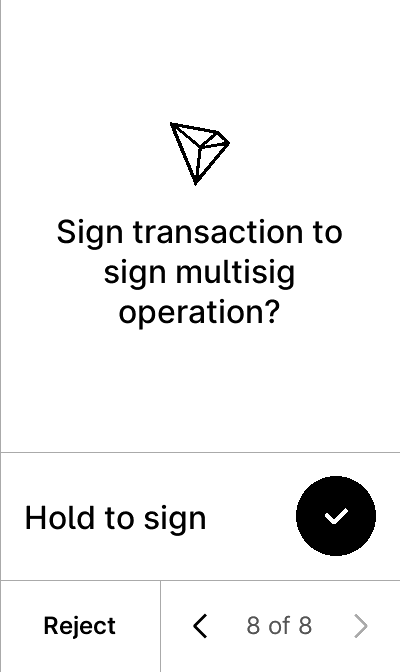 Sign transaction to
sign multisig
operation?
Hold to sign
Reject
8 of 8